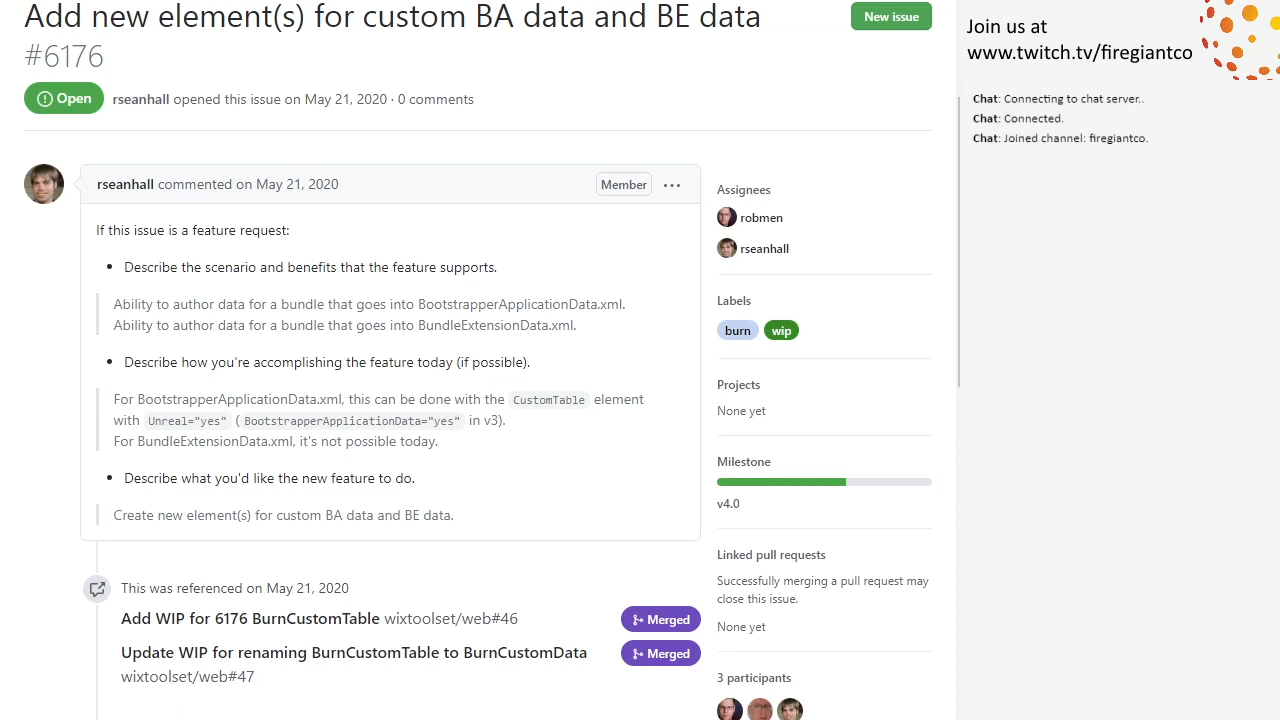 Add new element(s) for custom BA data and BE data
#6176
New issue
Open
rseanhall opened this issue on May 21, 2020 · 0 comments
rseanhall commented on May 21, 2020
Member
...
If this issue is a feature request:
• Describe the scenario and benefits that the feature supports.
Ability to author data for a bundle that goes into BootstrapperApplicationData.xml.
Ability to author data for a bundle that goes into BundleExtensionData.xml.
• Describe how you're accomplishing the feature today (if possible).
For BootstrapperApplicationData.xml, this can be done with the CustomTable element
with Unreal="yes" ( BootstrapperApplicationData="yes" in v3).
For BundleExtensionData.xml, it's not possible today.
• Describe what you'd like the new feature to do.
Create new element(s) for custom BA data and BE data.
This was referenced on May 21, 2020
Add WIP for 6176 BurnCustomTable wixtoolset/web#46
Merged
Update WIP for renaming BurnCustomTable to BurnCustomData
wixtoolset/web#47
Merged
Assignees
robmen
rseanhall
Labels
burn wip
Projects
None yet
Milestone
v4.0
Linked pull requests
Successfully merging a pull request may
close this issue.
None yet
3 participants
Join us at
www.twitch.tv/firegiantco
Chat: Connecting to chat server..
Chat: Connected.
Chat: Joined channel: firegiantco.